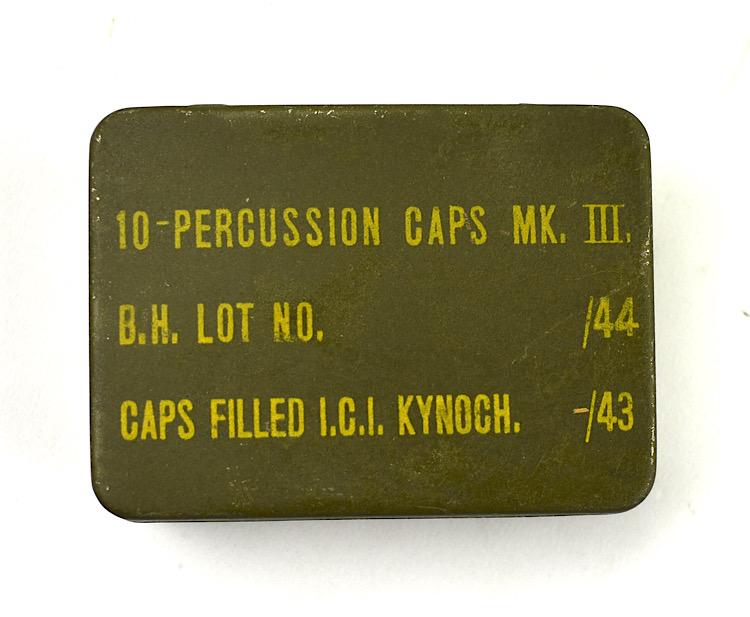 10-PERCUSSION CAPS MK. III.
B.H. LOT NO. /44
CAPS FILLED I.C.I. KYNOCH. -/43